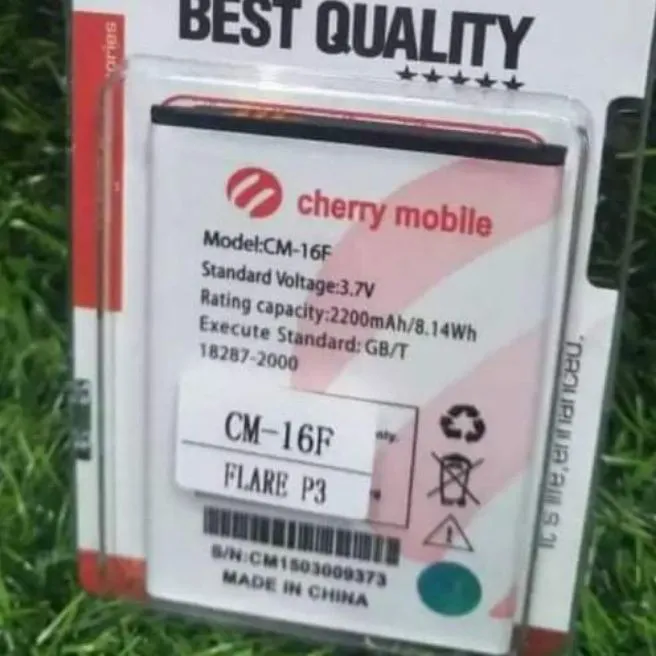 BEST QUALITY
cherry mobile
Model:CM-16F
Standard Voltage:3.7V
Rating capacity:2200mAh/8.14Wh
Execute Standard: GB/T
18287-2000
CM-16F
FLARE P3
S/N:CM1503009373
MADE IN CHINA